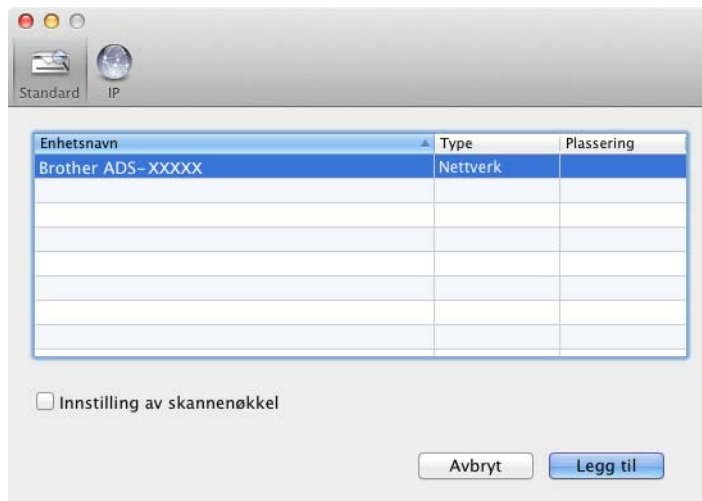 Standard IP
Enhetsnavn Type Plassering
Brother ADS-XXXXX Nettverk
Innstilling av skannenøkkel
Avbryt Legg til